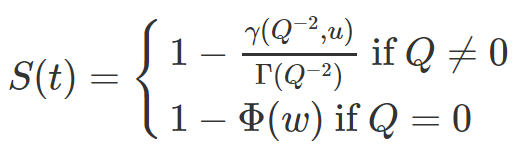 S(t) = { 1 − γ(Q⁻²,u) / Γ(Q⁻²) if Q ≠ 0
1 − Φ(w) if Q = 0